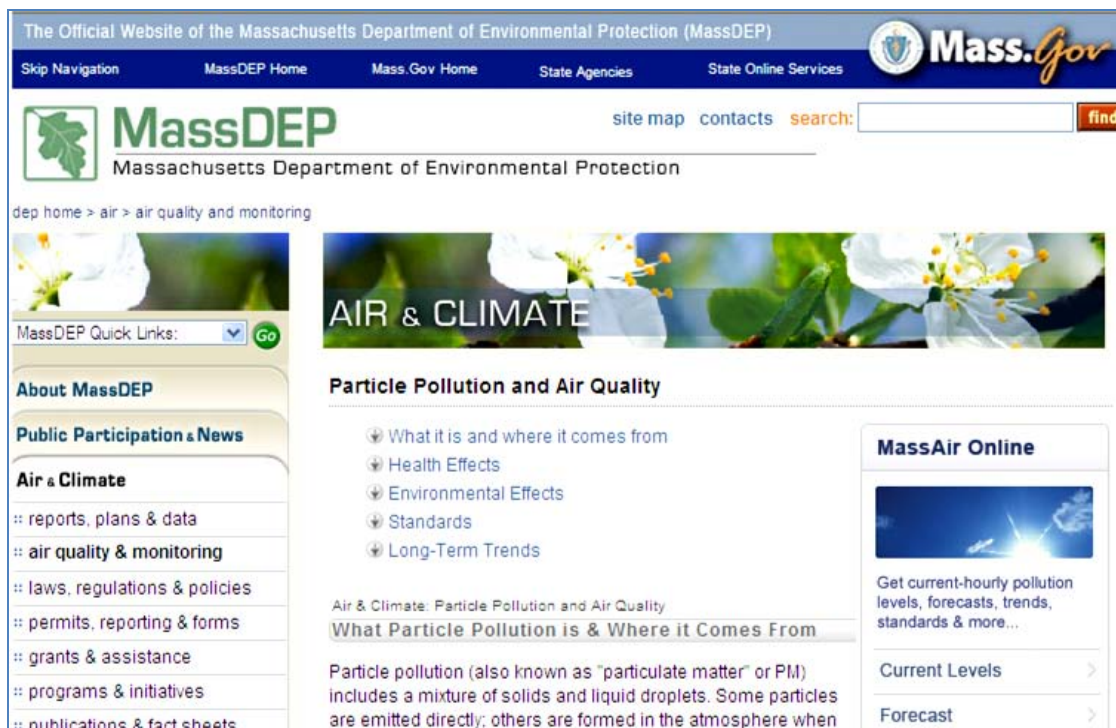 The Official Website of the Massachusetts Department of Environmental Protection (MassDEP)
Mass.Gov
Skip Navigation MassDEP Home Mass.Gov Home State Agencies State Online Services
site map contacts search: find
MassDEP
Massachusetts Department of Environmental Protection
dep home > air > air quality and monitoring
AIR & CLIMATE
MassDEP Quick Links: Go
About MassDEP
Public Participation & News
Air & Climate
:: reports, plans & data
:: air quality & monitoring
:: laws, regulations & policies
:: permits, reporting & forms
:: grants & assistance
:: programs & initiatives
:: publications & fact sheets
Particle Pollution and Air Quality
What it is and where it comes from
Health Effects
Environmental Effects
Standards
Long-Term Trends
Air & Climate: Particle Pollution and Air Quality
What Particle Pollution is & Where it Comes From
Particle pollution (also known as "particulate matter" or PM)
includes a mixture of solids and liquid droplets. Some particles
are emitted directly; others are formed in the atmosphere when
MassAir Online
Get current-hourly pollution
levels, forecasts, trends,
standards & more...
Current Levels
Forecast